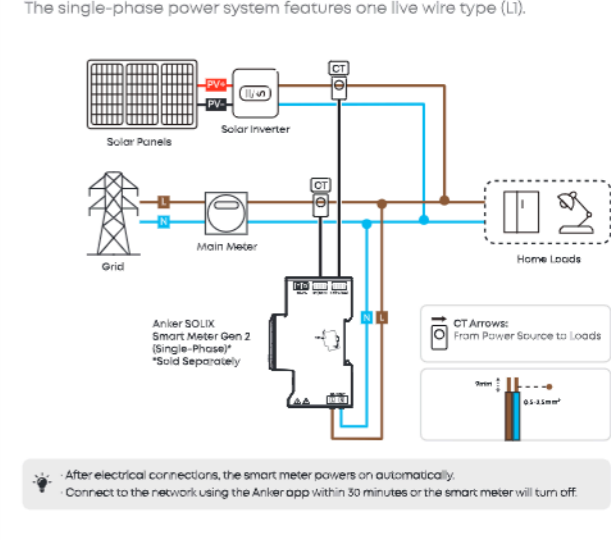 The single-phase power system features one live wire type (L1).
CT
PV+
PV-
Solar Inverter
Solar Panels
CT
L
N
Main Meter
Grid
Home Loads
Anker SOLIX
Smart Meter Gen 2
(Single-Phase)*
*Sold Separately
N L
CT Arrows:
From Power Source to Loads
9mm
0.5-2.5mm²
· After electrical connections, the smart meter powers on automatically.
· Connect to the network using the Anker app within 30 minutes or the smart meter will turn off.